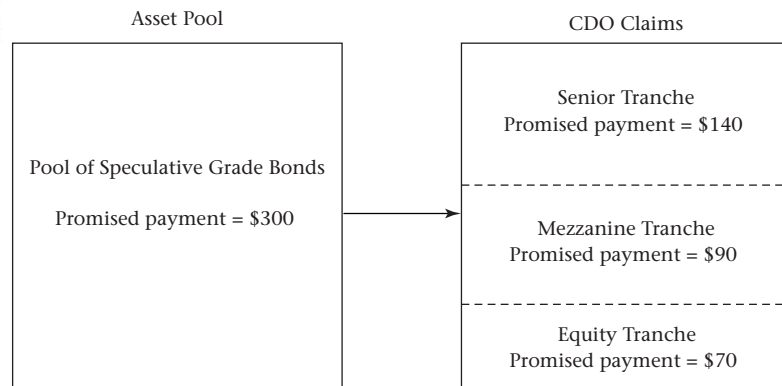 Asset Pool
Pool of Speculative Grade Bonds
Promised payment = $300
CDO Claims
Senior Tranche
Promised payment = $140
Mezzanine Tranche
Promised payment = $90
Equity Tranche
Promised payment = $70